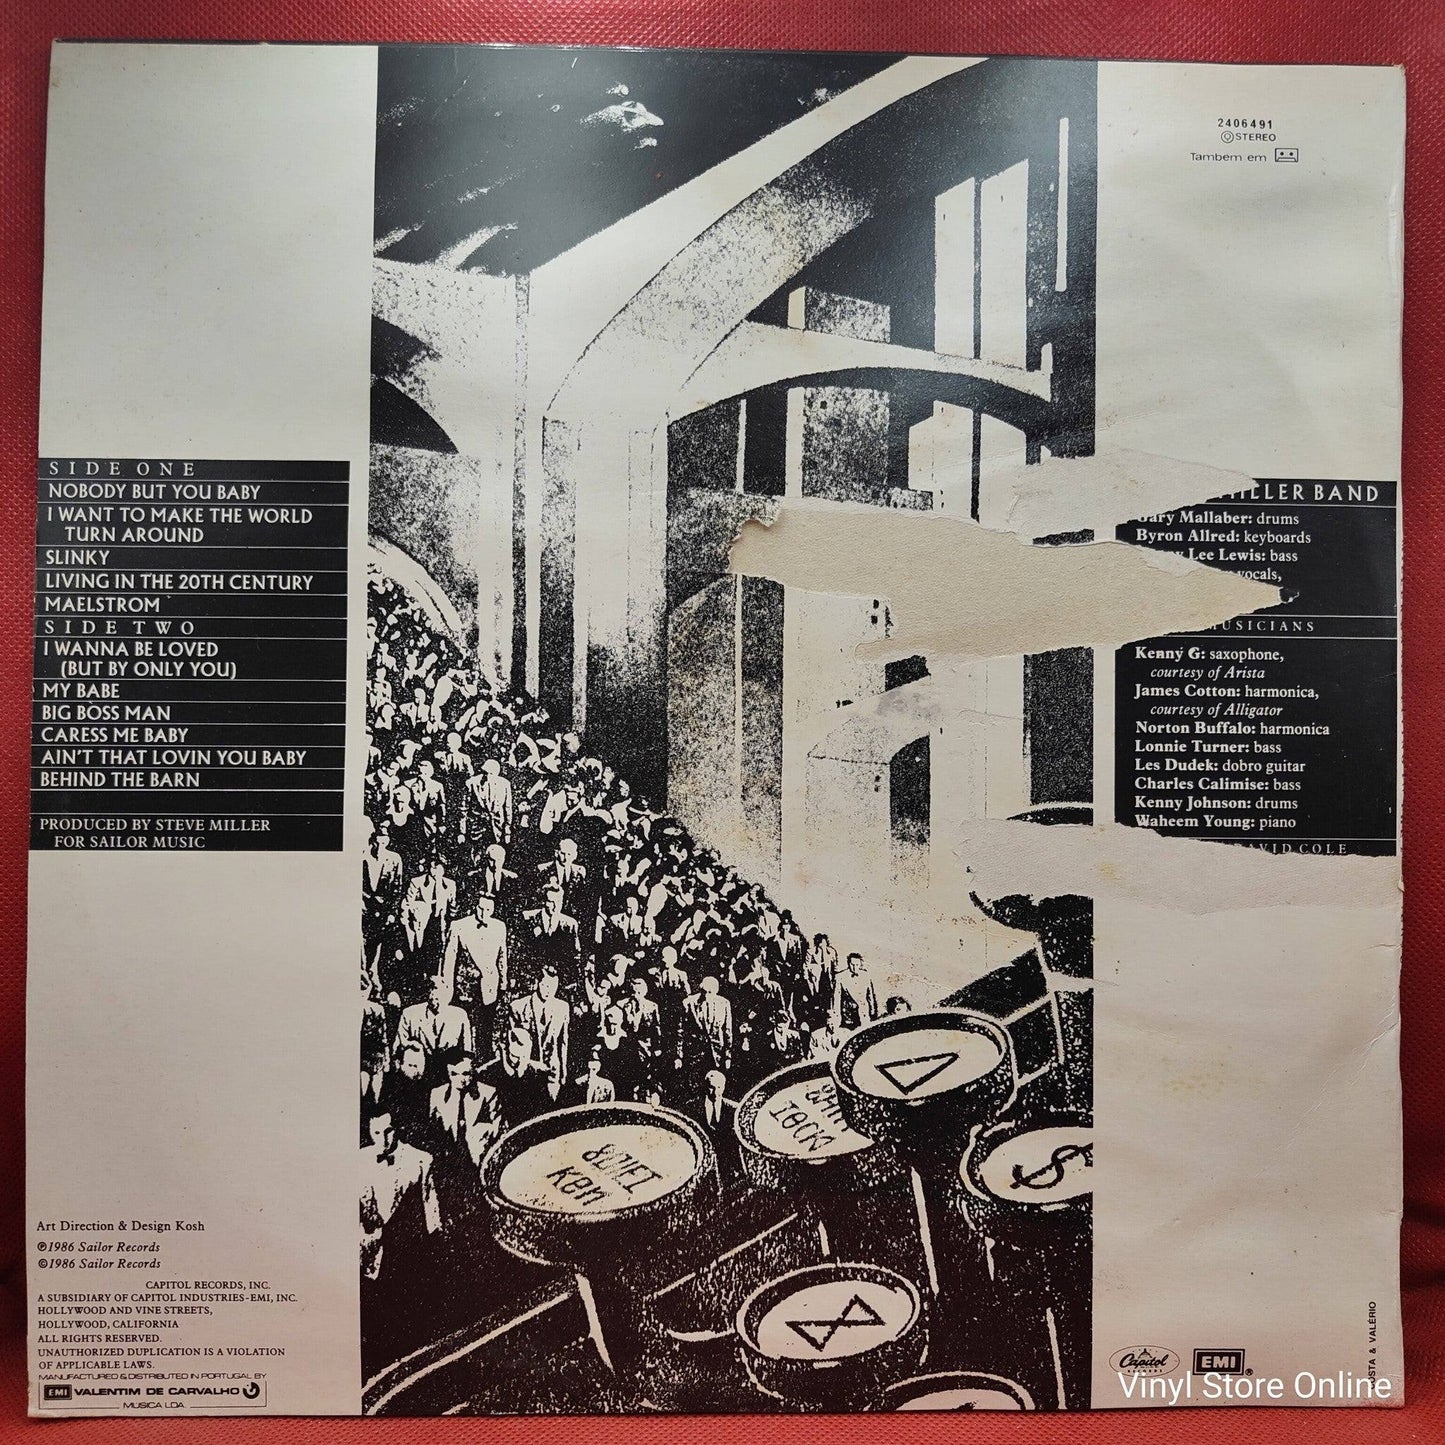 SIDE ONE
NOBODY BUT YOU BABY
I WANT TO MAKE THE WORLD
TURN AROUND
SLINKY
LIVING IN THE 20TH CENTURY
MAELSTROM
SIDE TWO
I WANNA BE LOVED
(BUT BY ONLY YOU)
MY BABE
BIG BOSS MAN
CARESS ME BABY
AIN'T THAT LOVIN YOU BABY
BEHIND THE BARN
PRODUCED BY STEVE MILLER
FOR SAILOR MUSIC
Art Direction & Design Kosh
℗1986 Sailor Records
©1986 Sailor Records
CAPITOL RECORDS, INC.
A SUBSIDIARY OF CAPITOL INDUSTRIES-EMI, INC.
HOLLYWOOD AND VINE STREETS,
HOLLYWOOD, CALIFORNIA
ALL RIGHTS RESERVED.
UNAUTHORIZED DUPLICATION IS A VIOLATION
OF APPLICABLE LAWS.
MANUFACTURED & DISTRIBUTED IN PORTUGAL BY
EMI VALENTIM DE CARVALHO
MUSICA LDA.
2406491
STEREO
Tambem em
MILLER BAND
Gary Mallaber: drums
Byron Allred: keyboards
Lee Lewis: bass
vocals,
MUSICIANS
Kenny G: saxophone,
courtesy of Arista
James Cotton: harmonica,
courtesy of Alligator
Norton Buffalo: harmonica
Lonnie Turner: bass
Les Dudek: dobro guitar
Charles Calimise: bass
Kenny Johnson: drums
Waheem Young: piano
DAVID COLE
$
Capitol
RECORDS
EMI
COSTA & VALÉRIO
Vinyl Store Online